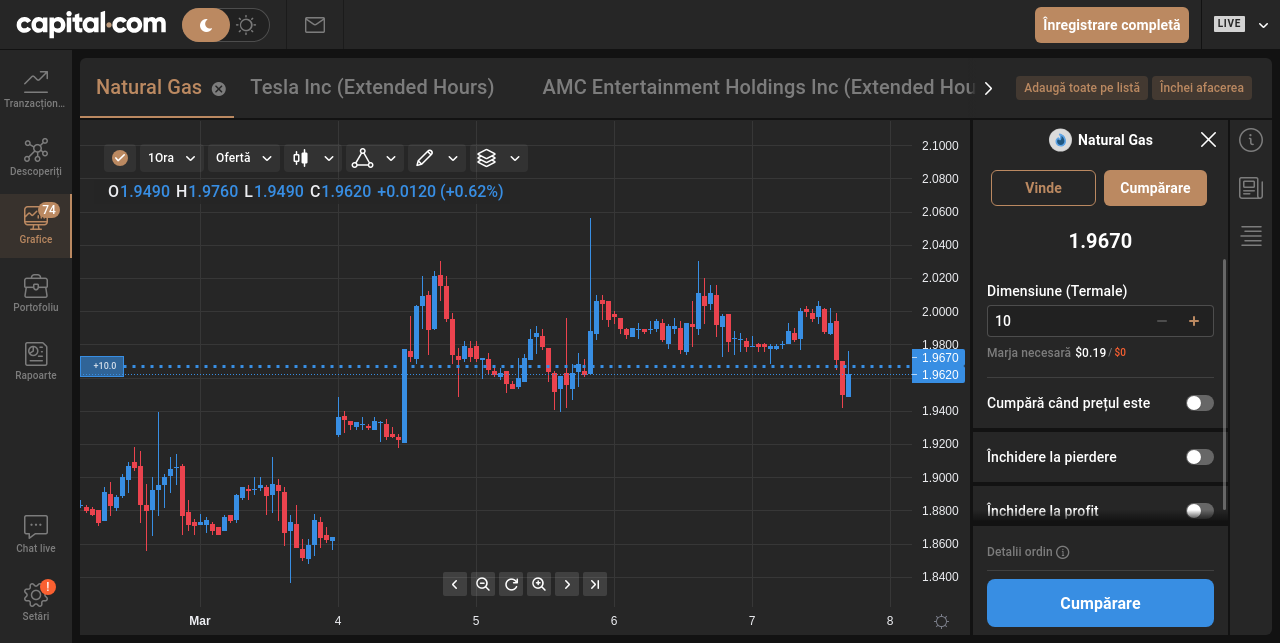 capital.com
Înregistrare completă
LIVE
Natural Gas
Tesla Inc (Extended Hours)
AMC Entertainment Holdings Inc (Extended Hou
Adaugă toate pe listă
Închei afacerea
Tranzacțion...
Descoperiți
74
Grafice
Portofoliu
Rapoarte
Chat live
!
Setări
1Ora
Ofertă
O1.9490 H1.9760 L1.9490 C1.9620 +0.0120 (+0.62%)
+10.0
2.1000
2.0800
2.0600
2.0400
2.0200
2.0000
1.9800
1.9670
1.9620
1.9400
1.9200
1.9000
1.8800
1.8600
1.8400
Mar 4 5 6 7 8
Natural Gas
Vinde
Cumpărare
1.9670
Dimensiune (Termale)
10
Marja necesară $0.19 / $0
Cumpără când prețul este
Închidere la pierdere
Închidere la profit
Detalii ordin
Cumpărare